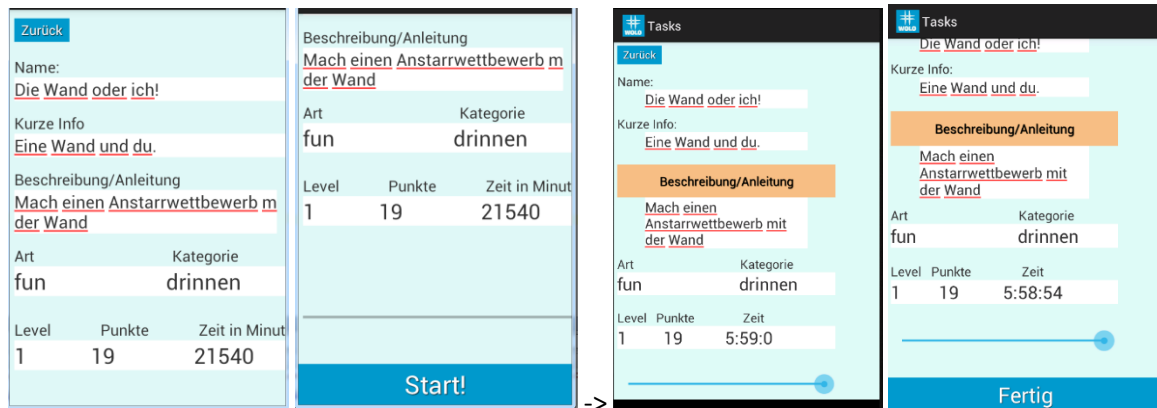 Zurück
Name:
Die Wand oder ich!
Kurze Info
Eine Wand und du.
Beschreibung/Anleitung
Mach einen Anstarrwettbewerb m
der Wand
Art Kategorie
fun drinnen
Level Punkte Zeit in Minut
1 19 21540
Beschreibung/Anleitung
Mach einen Anstarrwettbewerb m
der Wand
Art Kategorie
fun drinnen
Level Punkte Zeit in Minut
1 19 21540
Start!
->
# WOLO Tasks
Zurück
Name:
Die Wand oder ich!
Kurze Info:
Eine Wand und du.
Beschreibung/Anleitung
Mach einen
Anstarrwettbewerb mit
der Wand
Art Kategorie
fun drinnen
Level Punkte Zeit
1 19 5:59:0
# WOLO Tasks
Die Wand oder ich!
Kurze Info:
Eine Wand und du.
Beschreibung/Anleitung
Mach einen
Anstarrwettbewerb mit
der Wand
Art Kategorie
fun drinnen
Level Punkte Zeit
1 19 5:58:54
Fertig